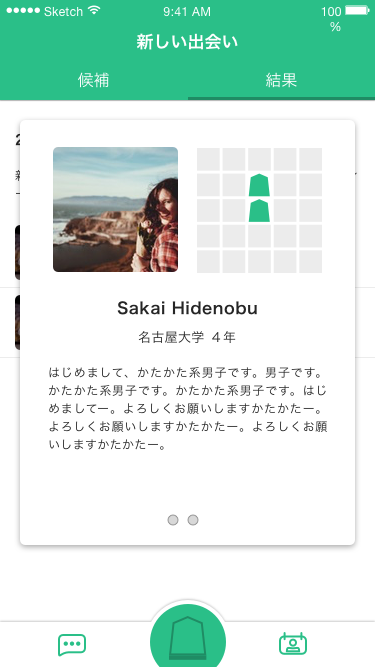 Sketch 9:41 AM 100
%
新しい出会い
候補 結果
Sakai Hidenobu
名古屋大学 4年
はじめまして、かたかた系男子です。男子です。
かたかた系男子です。かたかた系男子です。はじ
めましてー。よろしくお願いしますかたかたー。
よろしくお願いしますかたかたー。よろしくお願
いしますかたかたー。